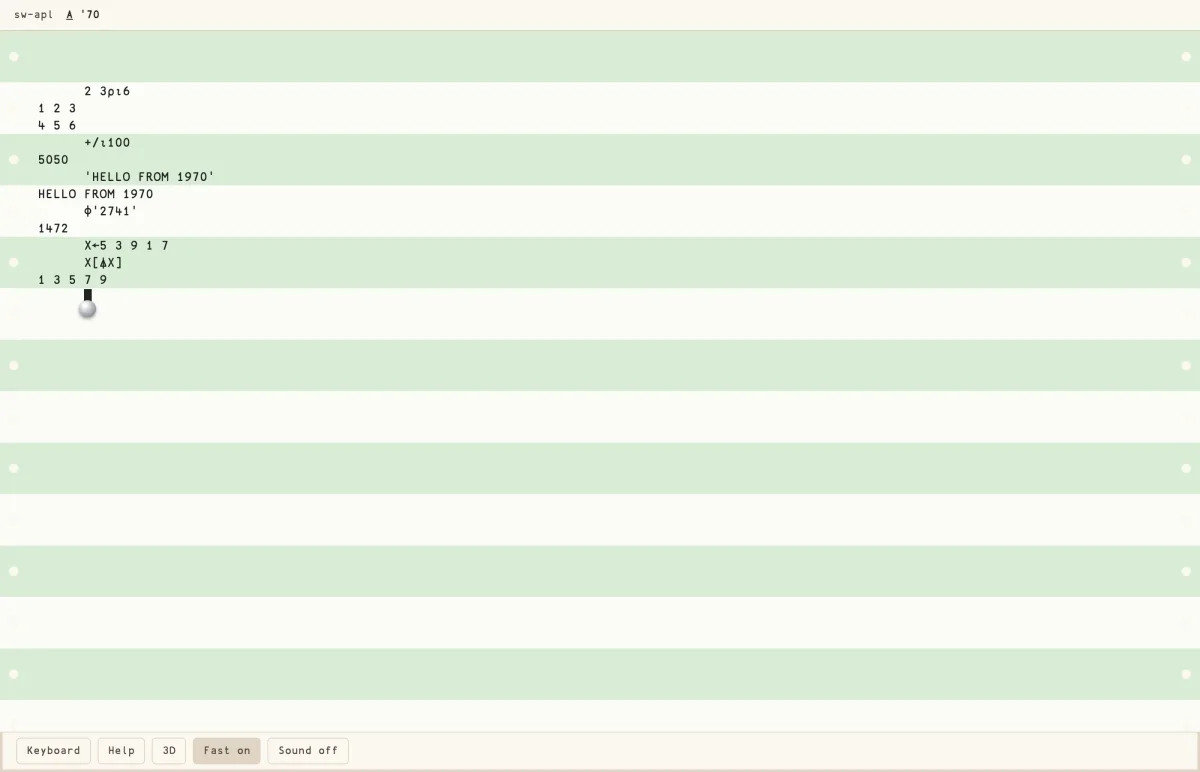 sw-apl A̲ '70
2 3⍴⍳6
1 2 3
4 5 6
+/⍳100
5050
'HELLO FROM 1970'
HELLO FROM 1970
⌽'2741'
1472
X←5 3 9 1 7
X[⍋X]
1 3 5 7 9
Keyboard Help 3D Fast on Sound off